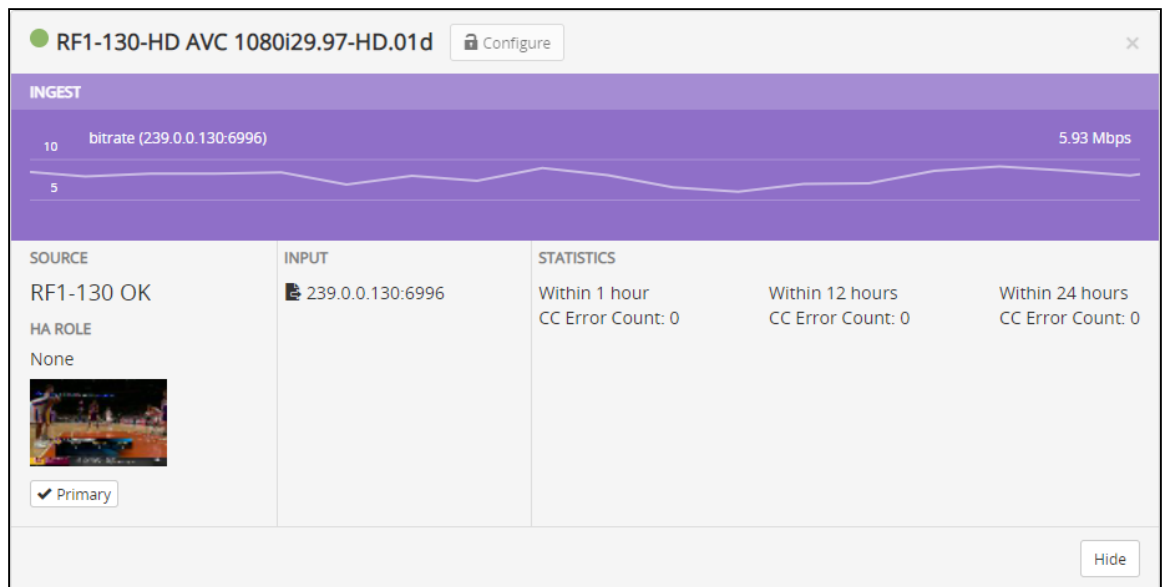 RF1-130-HD AVC 1080i29.97-HD.01d Configure ×
INGEST
10 bitrate (239.0.0.130:6996) 5.93 Mbps
5
SOURCE INPUT STATISTICS
RF1-130 OK 239.0.0.130:6996 Within 1 hour Within 12 hours Within 24 hours
CC Error Count: 0 CC Error Count: 0 CC Error Count: 0
HA ROLE
None
Primary
Hide